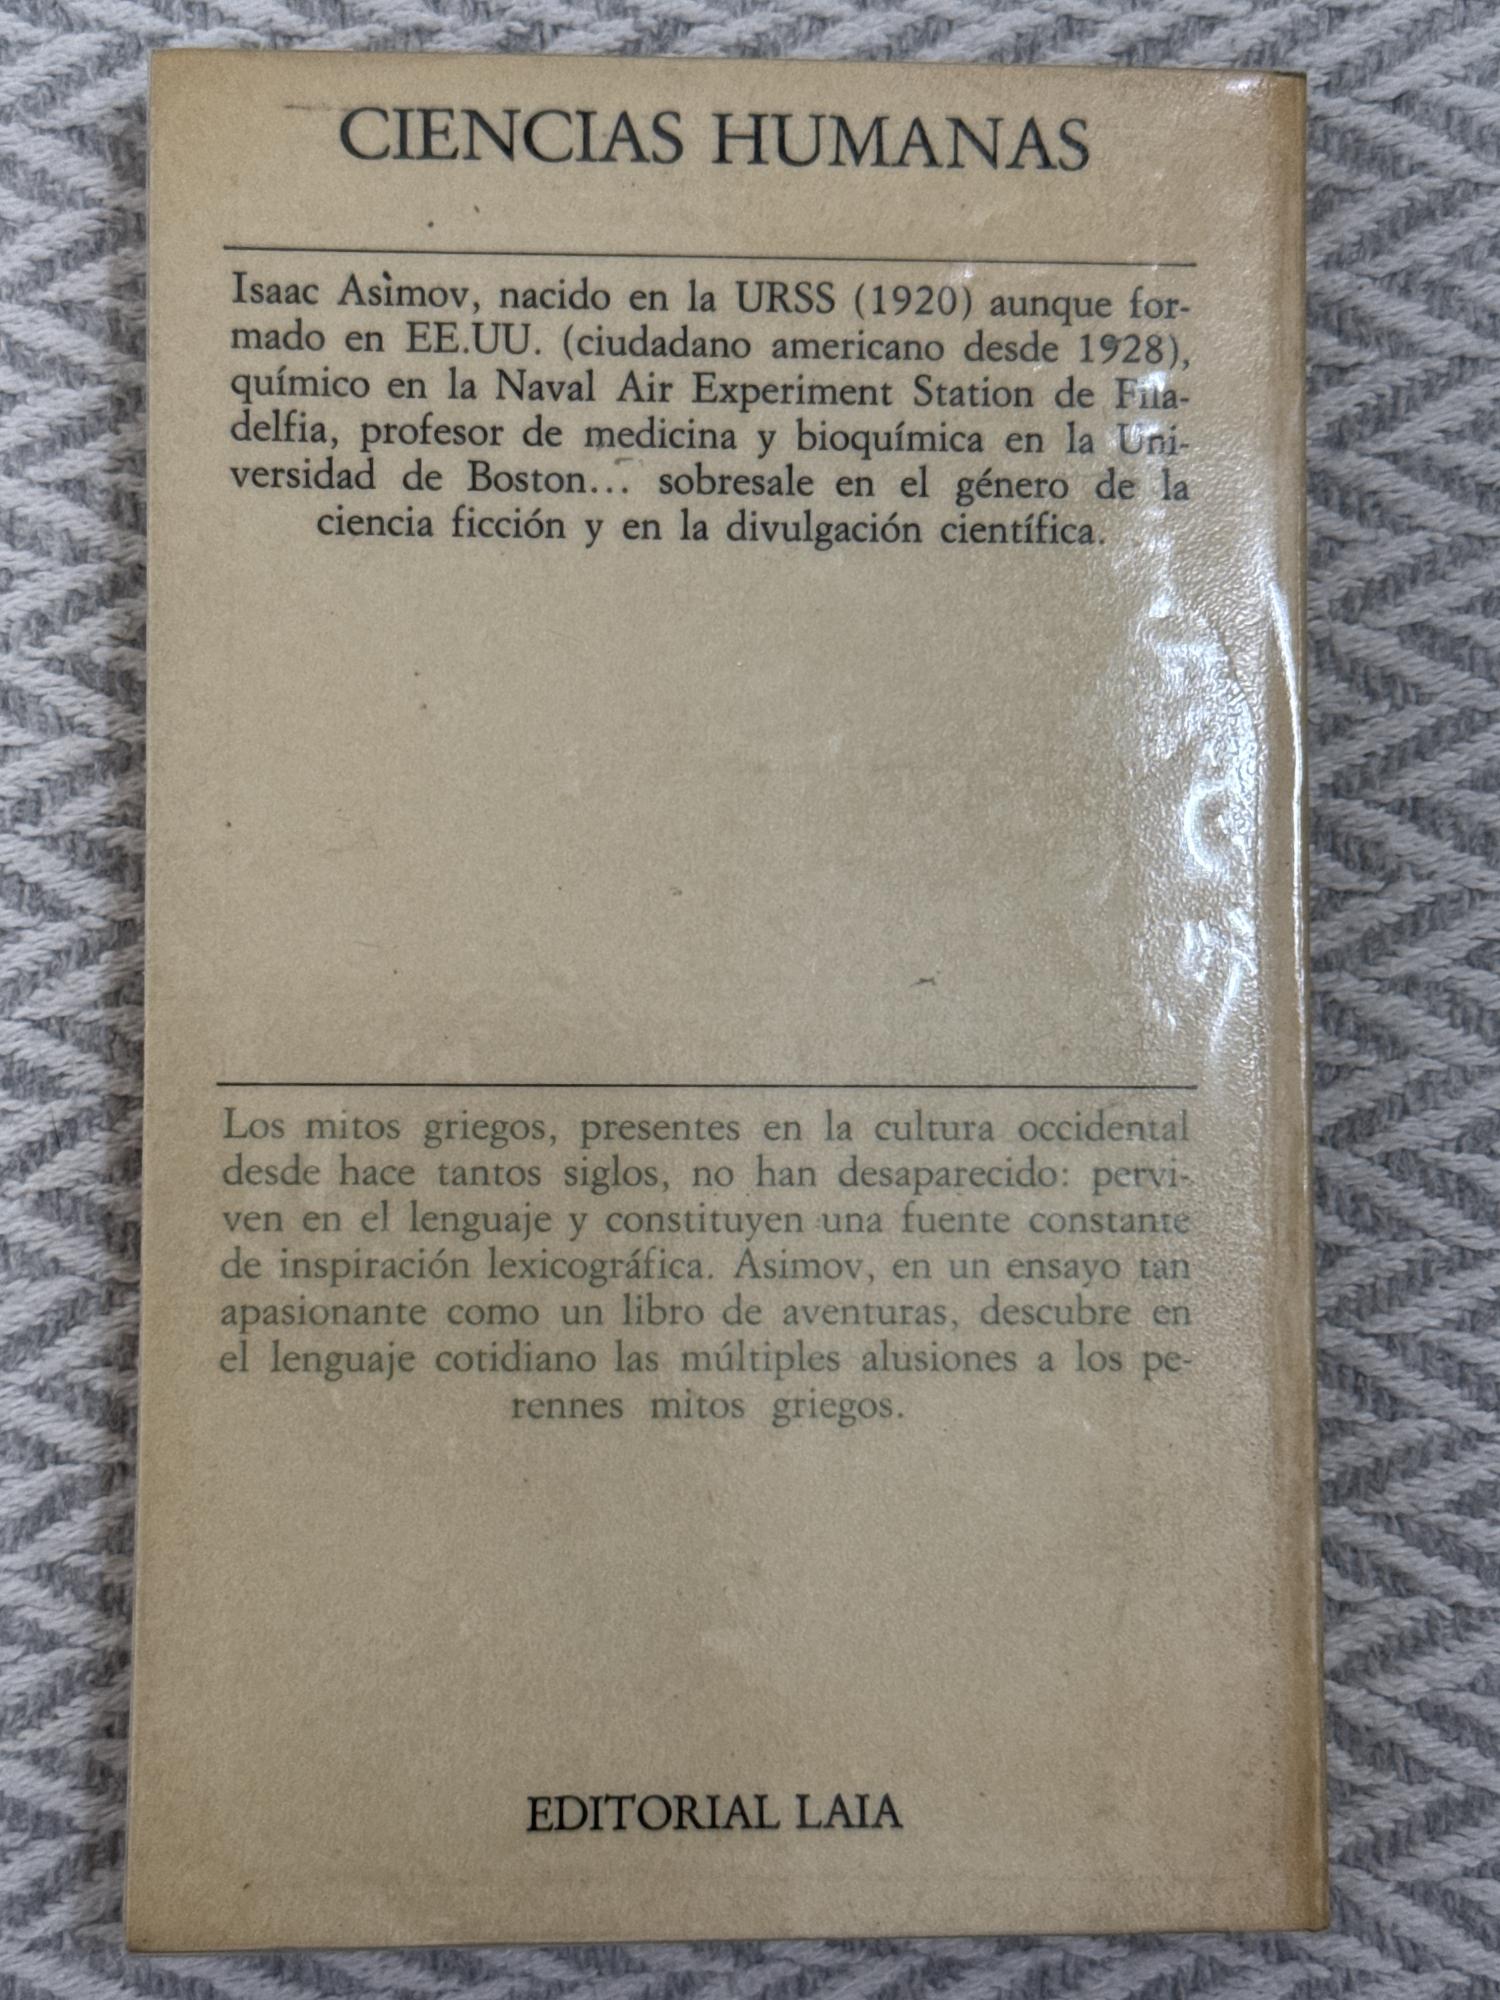 CIENCIAS HUMANAS
Isaac Asimov, nacido en la URSS (1920) aunque for-
mado en EE.UU. (ciudadano americano desde 1928),
químico en la Naval Air Experiment Station de Fila-
delfia, profesor de medicina y bioquímica en la Uni-
versidad de Boston... sobresale en el género de la
ciencia ficción y en la divulgación científica.
Los mitos griegos, presentes en la cultura occidental
desde hace tantos siglos, no han desaparecido: pervi-
ven en el lenguaje y constituyen una fuente constante
de inspiración lexicográfica. Asimov, en un ensayo tan
apasionante como un libro de aventuras, descubre en
el lenguaje cotidiano las múltiples alusiones a los pe-
rennes mitos griegos.
EDITORIAL LAIA